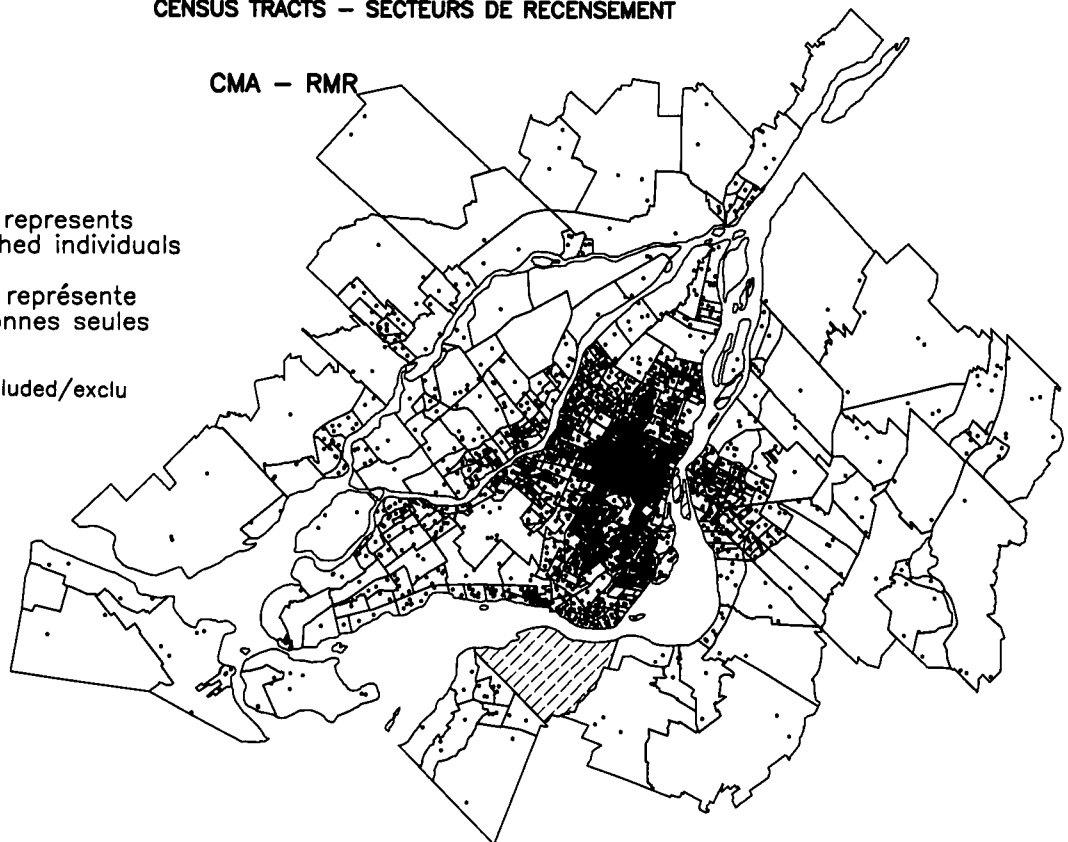 CENSUS TRACTS – SECTEURS DE RECENSEMENT
CMA – RMR
represents
hed individuals
représente
onnes seules
luded/exclu